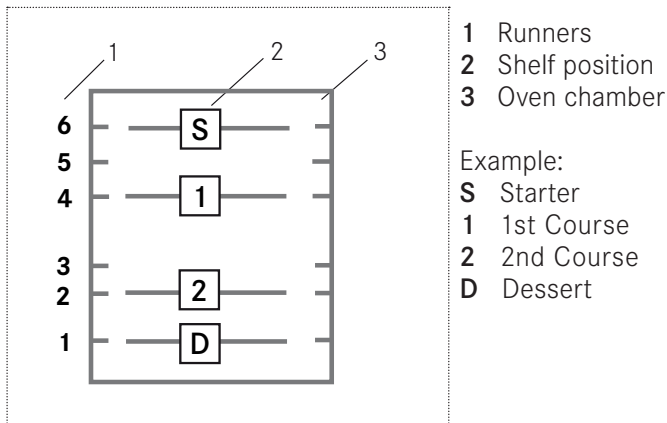 1 2 3
6 S
5
4 1
3
2 2
1 D
1 Runners
2 Shelf position
3 Oven chamber
Example:
S Starter
1 1st Course
2 2nd Course
D Dessert